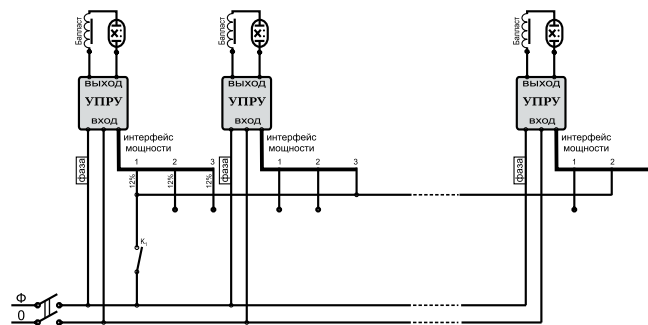 Балласт
Балласт
Балласт
ВЫХОД
УПРУ
ВХОД
ВЫХОД
УПРУ
ВХОД
ВЫХОД
УПРУ
ВХОД
интерфейс
мощности
интерфейс
мощности
интерфейс
мощности
1 2 3
1 2 3
1 2
фаза
12%
12%
12%
фаза
фаза
К₁
Ф
0